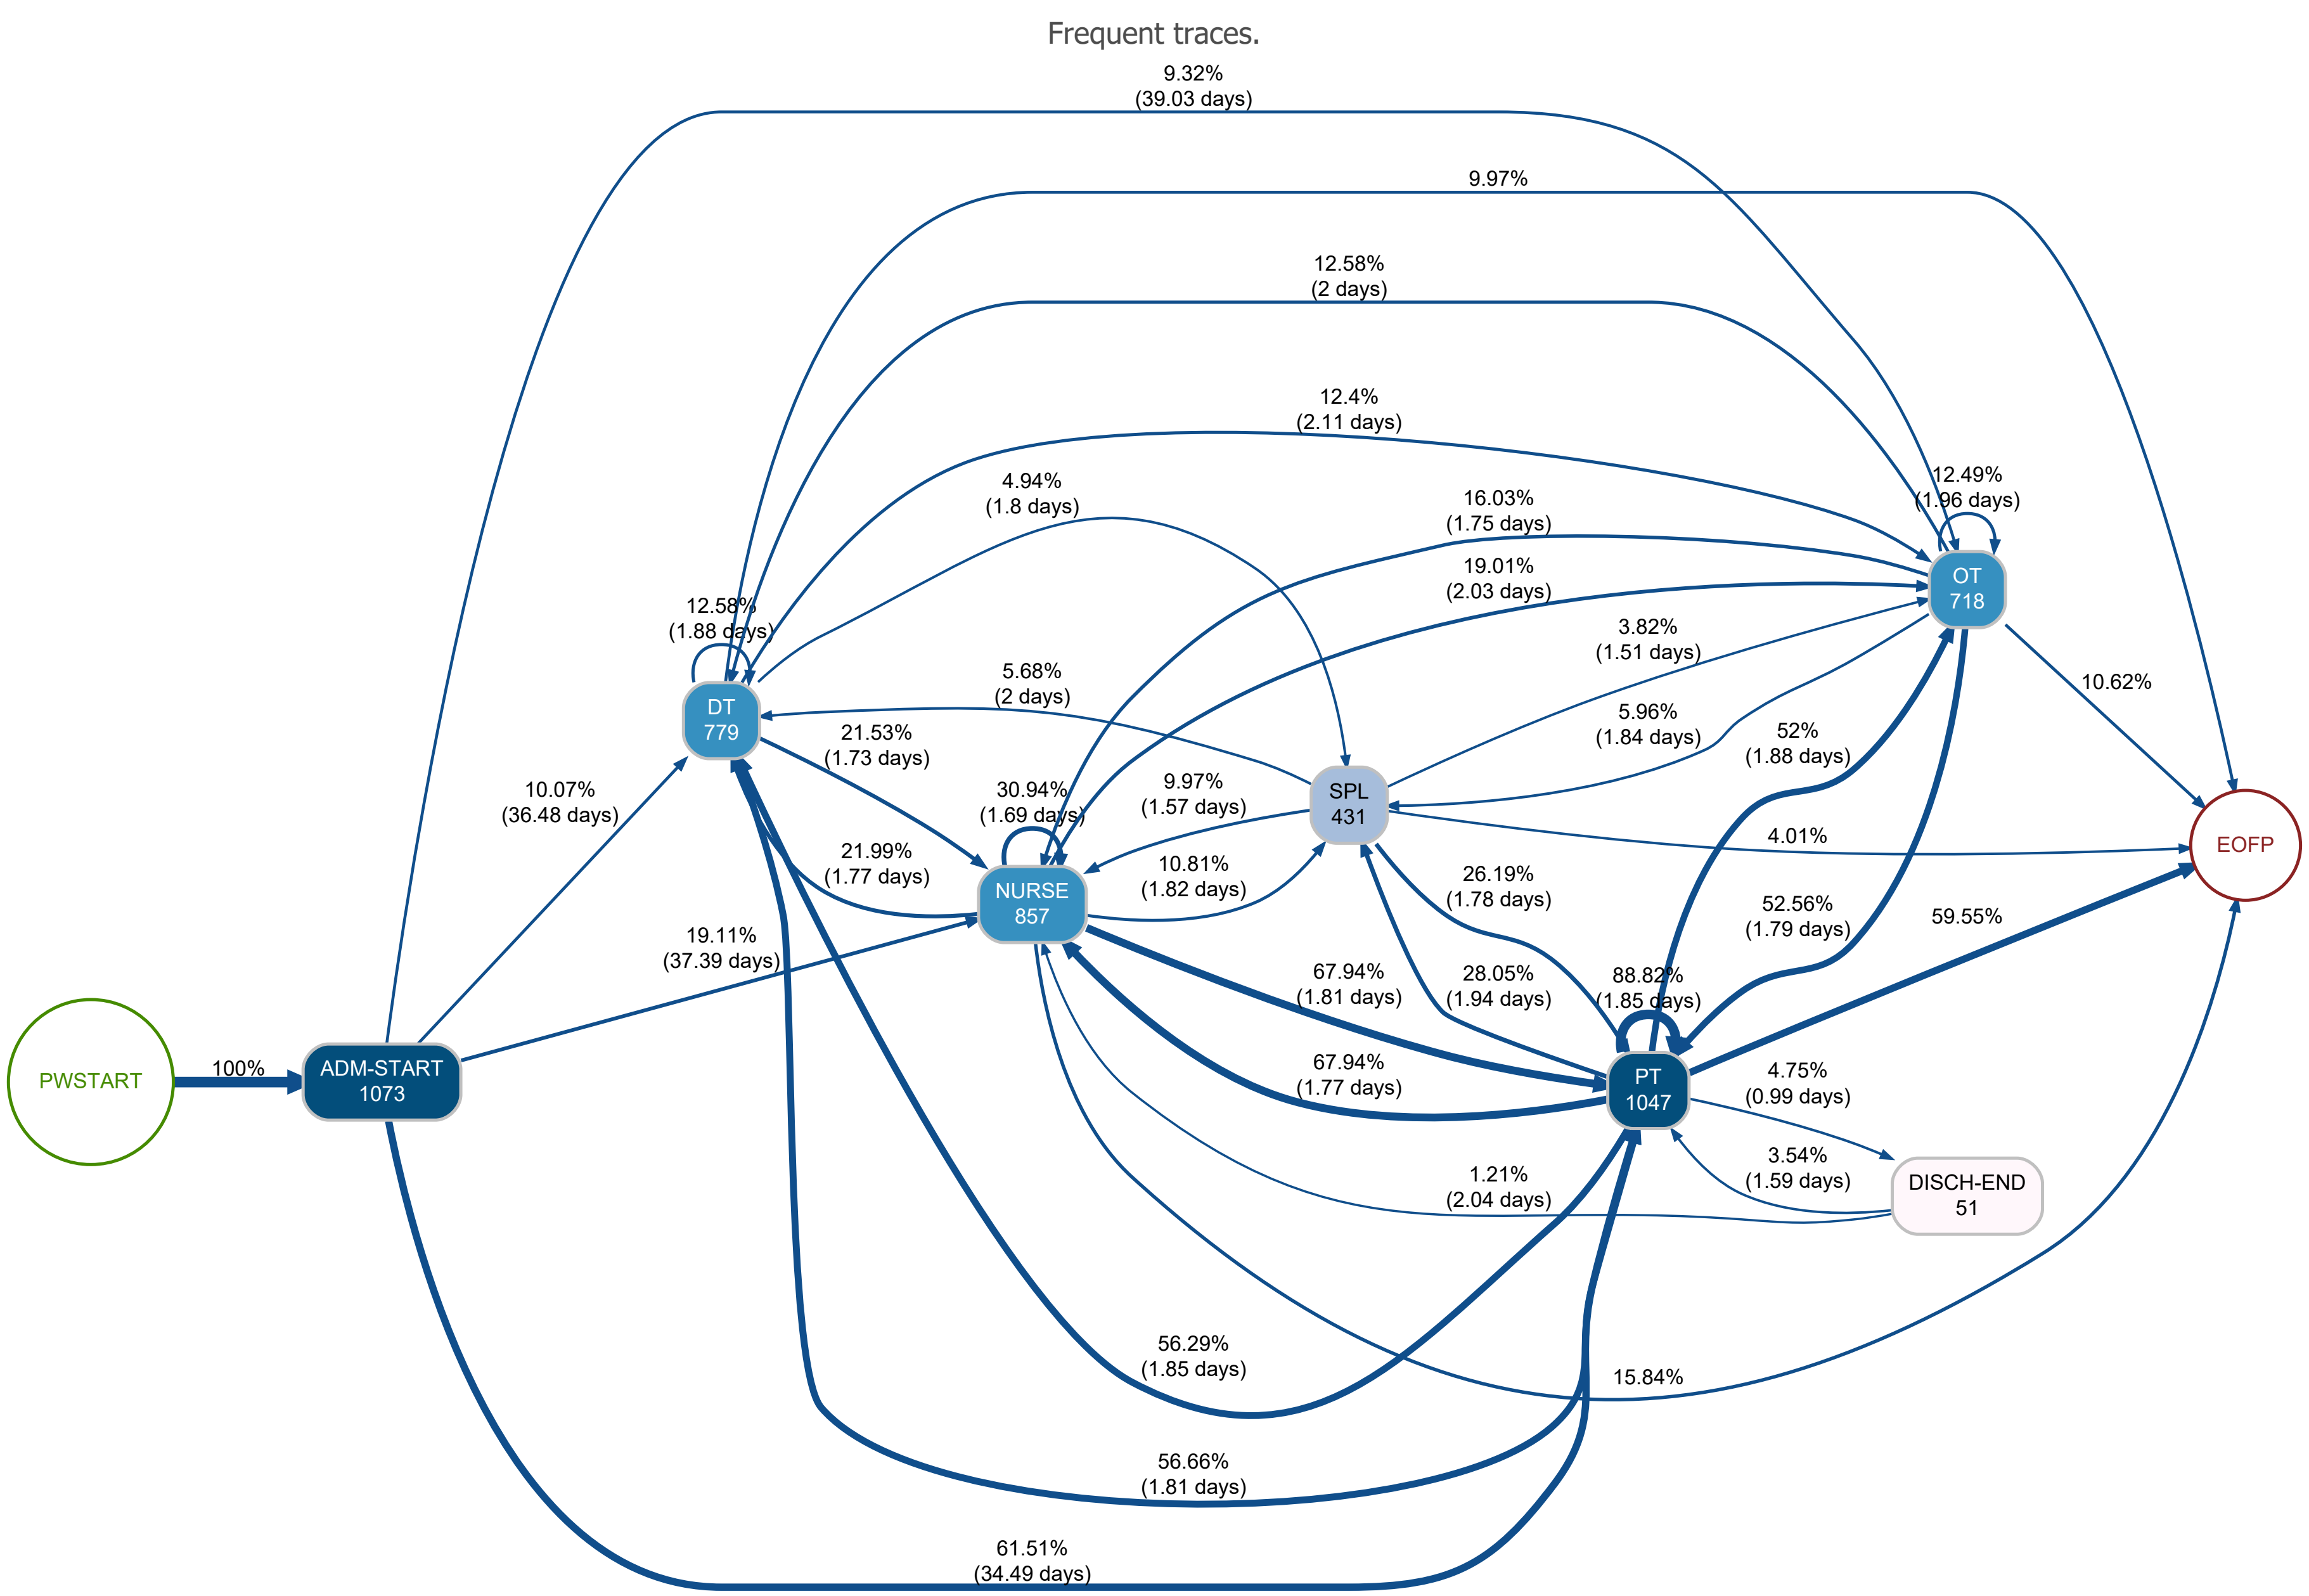 Frequent traces.
9.32%
(39.03 days)
9.97%
12.58%
(2 days)
12.4%
(2.11 days)
4.94%
(1.8 days)
16.03%
(1.75 days)
12.49%
(1.96 days)
19.01%
(2.03 days)
OT
718
12.58%
(1.88 days)
3.82%
(1.51 days)
5.68%
(2 days)
10.62%
DT
779
21.53%
(1.73 days)
5.96%
(1.84 days)
52%
(1.88 days)
10.07%
(36.48 days)
30.94%
(1.69 days)
9.97%
(1.57 days)
SPL
431
4.01%
EOFP
21.99%
(1.77 days)
NURSE
857
10.81%
(1.82 days)
26.19%
(1.78 days)
52.56%
(1.79 days)
59.55%
19.11%
(37.39 days)
67.94%
(1.81 days)
28.05%
(1.94 days)
88.82%
(1.85 days)
PWSTART
100%
ADM-START
1073
67.94%
(1.77 days)
PT
1047
4.75%
(0.99 days)
1.21%
(2.04 days)
3.54%
(1.59 days)
DISCH-END
51
56.29%
(1.85 days)
15.84%
56.66%
(1.81 days)
61.51%
(34.49 days)